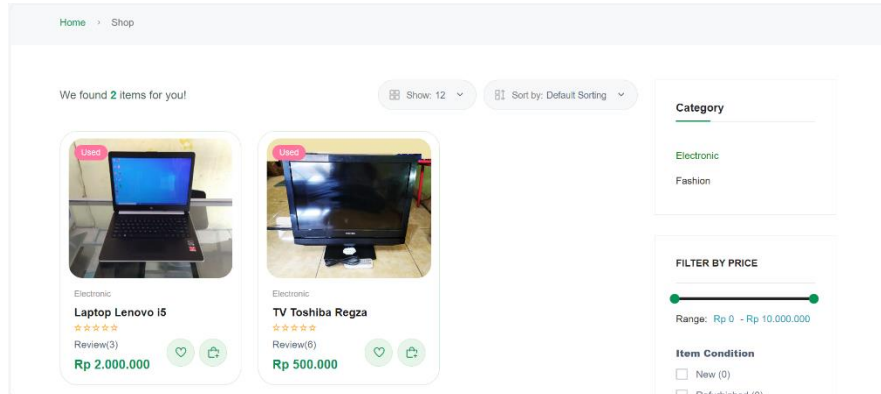 Home > Shop
We found 2 items for you!
Show: 12
Sort by: Default Sorting
Used
Electronic
Laptop Lenovo i5
Review(3)
Rp 2.000.000
Used
Electronic
TV Toshiba Regza
Review(6)
Rp 500.000
Category
Electronic
Fashion
FILTER BY PRICE
Range: Rp 0 - Rp 10.000.000
Item Condition
New (0)
Refurbished (0)